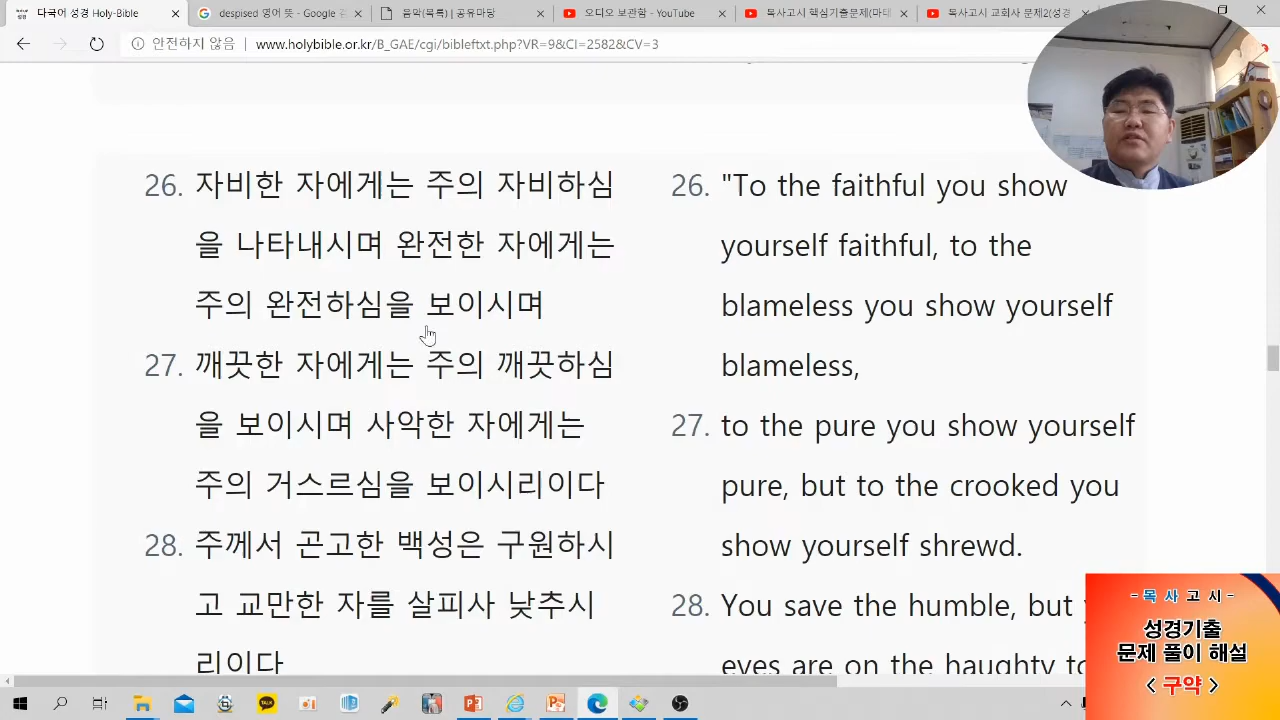 다국어 성경 Holy-Bible
despised 영어 뜻 - Google
음악(목록) | 공유마당
오디오 보관함 - YouTube
목사고시 핵심기출문제(마태
목사고시 교회사 문제2(성경
안전하지 않음
www.holybible.or.kr/B_GAE/cgi/bibleftxt.php?VR=9&CI=2582&CV=3
26. 자비한 자에게는 주의 자비하심
을 나타내시며 완전한 자에게는
주의 완전하심을 보이시며
27. 깨끗한 자에게는 주의 깨끗하심
을 보이시며 사악한 자에게는
주의 거스르심을 보이시리이다
28. 주께서 곤고한 백성은 구원하시
고 교만한 자를 살피사 낮추시
리이다
26. "To the faithful you show
yourself faithful, to the
blameless you show yourself
blameless,
27. to the pure you show yourself
pure, but to the crooked you
show yourself shrewd.
28. You save the humble, but
eyes are on the haughty to
- 목 사 고 시 -
성경기출
문제 풀이 해설
< 구약 >
TALK